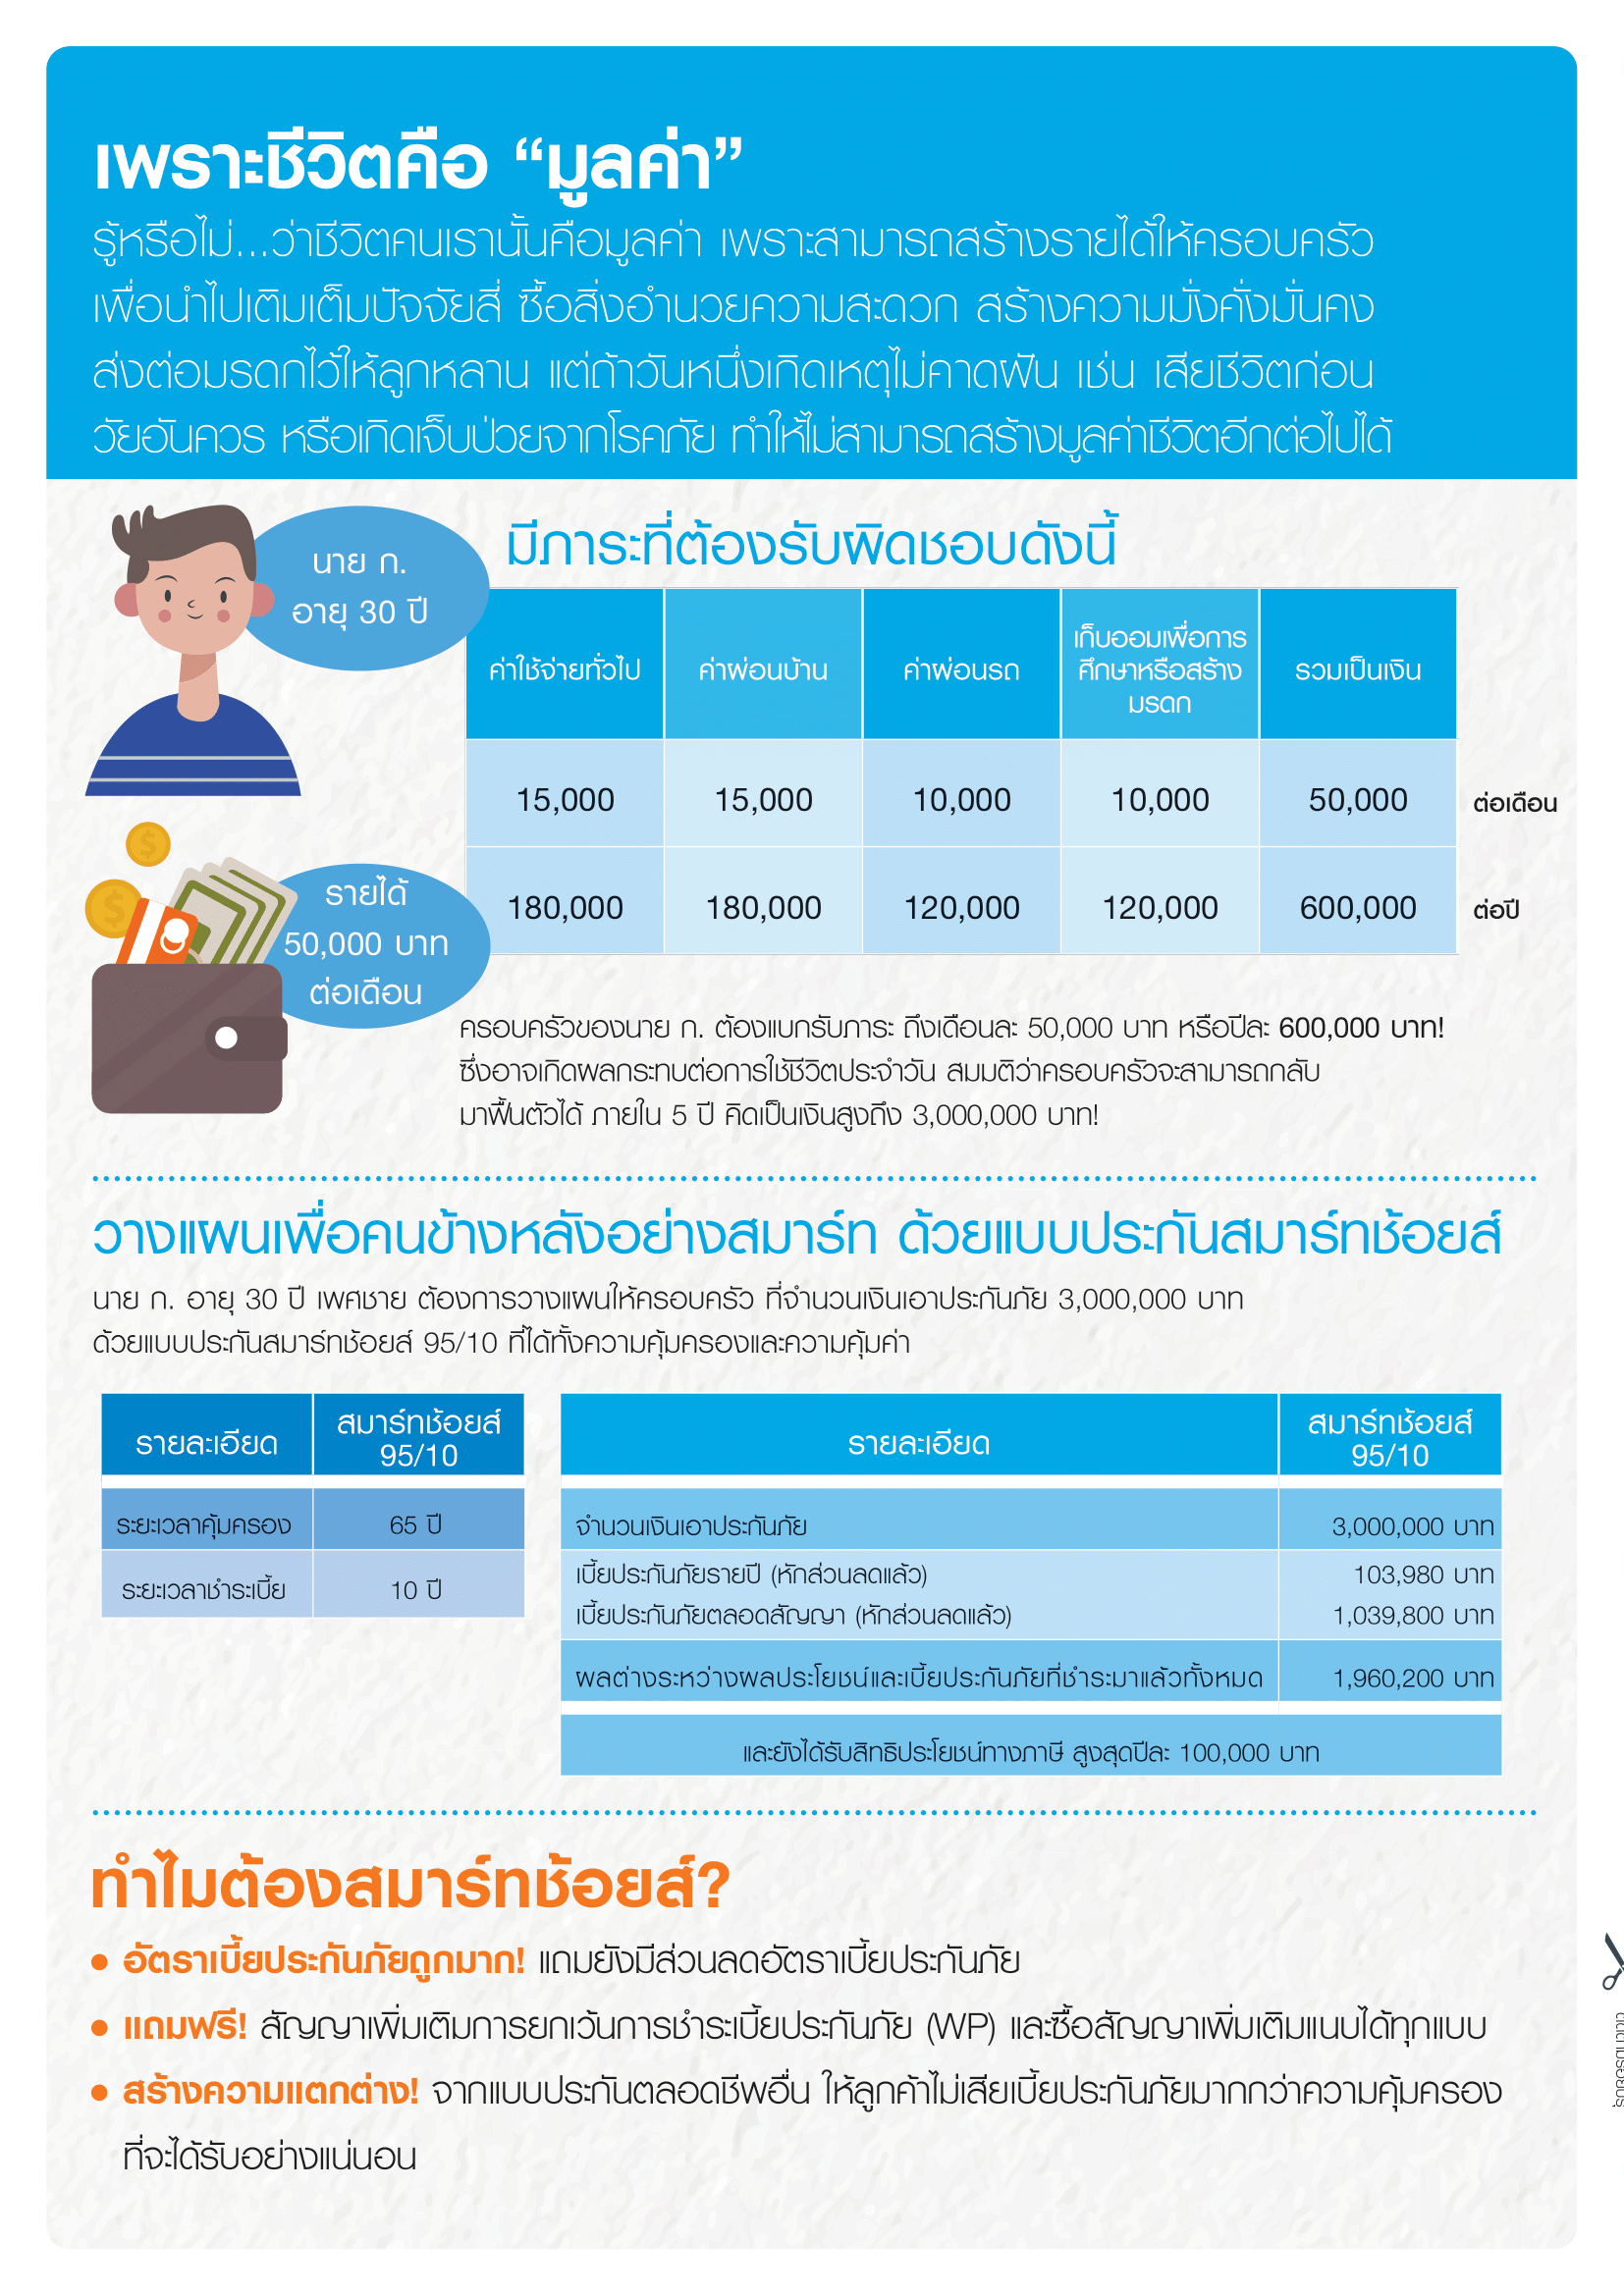 เพราะชีวิตคือ “มูลค่า”
รู้หรือไม่...ว่าชีวิตคนเรานั้นคือมูลค่า เพราะสามารถสร้างรายได้ให้ครอบครัว
เพื่อนำไปเติมเต็มปัจจัยสี่ ซื้อสิ่งอำนวยความสะดวก สร้างความมั่งคั่งมั่นคง
ส่งต่อมรดกไว้ให้ลูกหลาน แต่ถ้าวันหนึ่งเกิดเหตุไม่คาดฝัน เช่น เสียชีวิตก่อน
วัยอันควร หรือเกิดเจ็บป่วยจากโรคภัย ทำให้ไม่สามารถสร้างมูลค่าชีวิตอีกต่อไปได้
นาย ก.
อายุ 30 ปี
มีภาระที่ต้องรับผิดชอบดังนี้
ค่าใช้จ่ายทั่วไป ค่าผ่อนบ้าน ค่าผ่อนรถ เก็บออมเพื่อการ ศึกษาหรือสร้าง มรดก รวมเป็นเงิน
15,000 15,000 10,000 10,000 50,000 ต่อเดือน
180,000 180,000 120,000 120,000 600,000 ต่อปี
รายได้
50,000 บาท
ต่อเดือน
ครอบครัวของนาย ก. ต้องแบกรับภาระ ถึงเดือนละ 50,000 บาท หรือปีละ 600,000 บาท!
ซึ่งอาจเกิดผลกระทบต่อการใช้ชีวิตประจำวัน สมมติว่าครอบครัวจะสามารถกลับ
มาฟื้นตัวได้ ภายใน 5 ปี คิดเป็นเงินสูงถึง 3,000,000 บาท!
วางแผนเพื่อคนข้างหลังอย่างสมาร์ท ด้วยแบบประกันสมาร์ทช้อยส์
นาย ก. อายุ 30 ปี เพศชาย ต้องการวางแผนให้ครอบครัว ที่จำนวนเงินเอาประกันภัย 3,000,000 บาท
ด้วยแบบประกันสมาร์ทช้อยส์ 95/10 ที่ได้ทั้งความคุ้มครองและความคุ้มค่า
รายละเอียด สมาร์ทช้อยส์ 95/10
ระยะเวลาคุ้มครอง 65 ปี
ระยะเวลาชำระเบี้ย 10 ปี
รายละเอียด สมาร์ทช้อยส์ 95/10
จำนวนเงินเอาประกันภัย 3,000,000 บาท
เบี้ยประกันภัยรายปี (หักส่วนลดแล้ว) 103,980 บาท
เบี้ยประกันภัยตลอดสัญญา (หักส่วนลดแล้ว) 1,039,800 บาท
ผลต่างระหว่างผลประโยชน์และเบี้ยประกันภัยที่ชำระมาแล้วทั้งหมด 1,960,200 บาท
และยังได้รับสิทธิประโยชน์ทางภาษี สูงสุดปีละ 100,000 บาท
ทำไมต้องสมาร์ทช้อยส์?
• อัตราเบี้ยประกันภัยถูกมาก! แถมยังมีส่วนลดอัตราเบี้ยประกันภัย
• แถมฟรี! สัญญาเพิ่มเติมการยกเว้นการชำระเบี้ยประกันภัย (WP) และซื้อสัญญาเพิ่มเติมแนบได้ทุกแบบ
• สร้างความแตกต่าง! จากแบบประกันตลอดชีพอื่น ให้ลูกค้าไม่เสียเบี้ยประกันภัยมากกว่าความคุ้มครอง
ที่จะได้รับอย่างแน่นอน